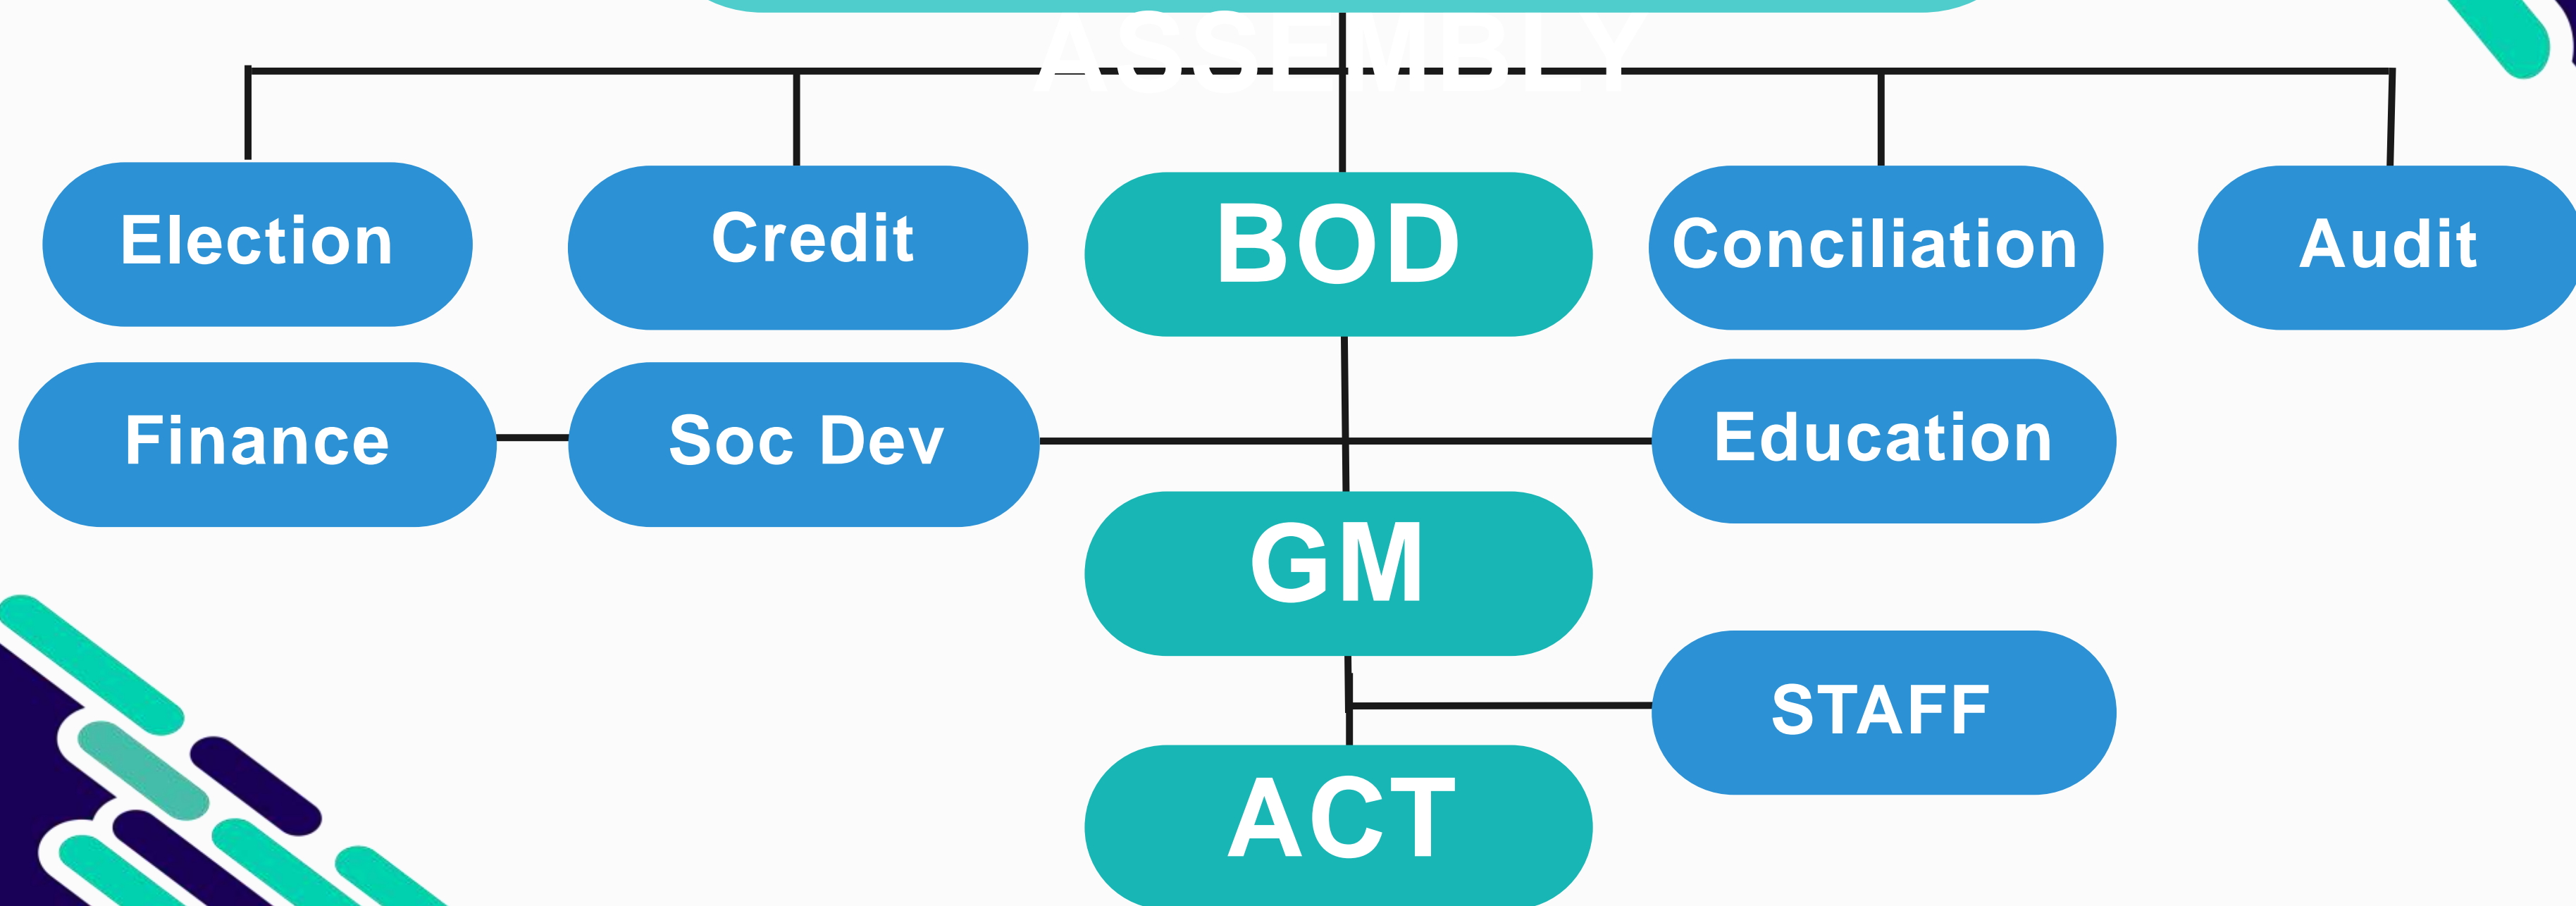 ASSEMBLY
Election
Credit
BOD
Conciliation
Audit
Finance
Soc Dev
Education
GM
STAFF
ACT